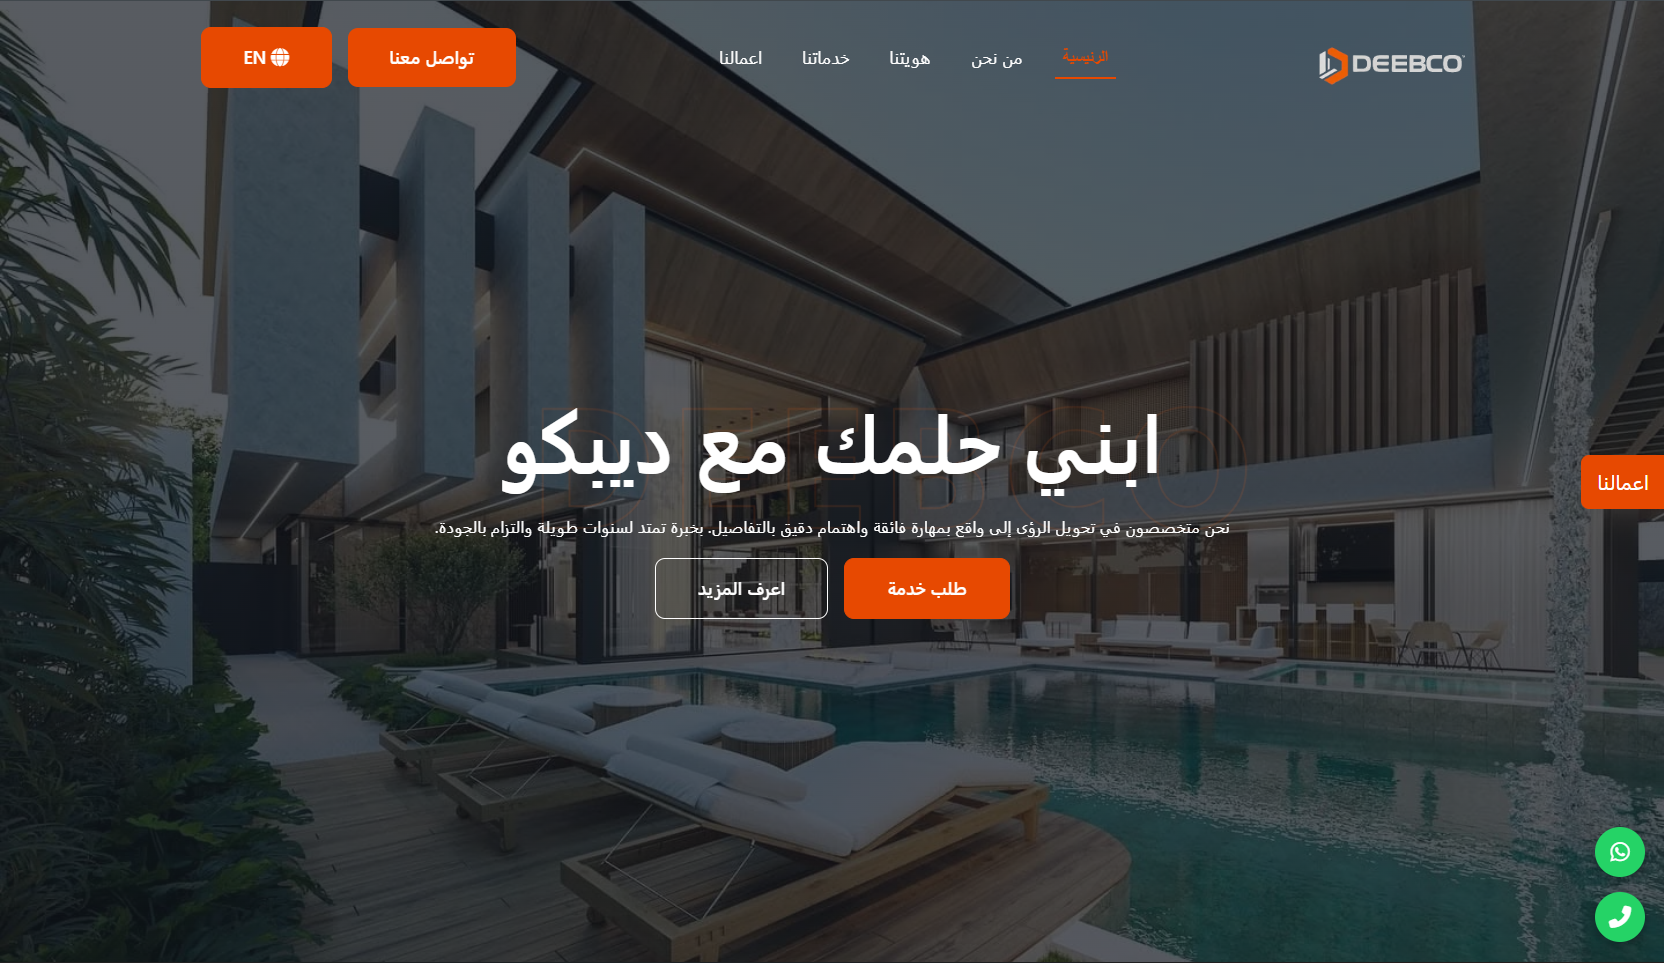 DEEBCO
الرئيسية
من نحن
هويتنا
خدماتنا
اعمالنا
تواصل معنا
EN
DEEBCO
ابني حلمك مع ديبكو
نحن متخصصون في تحويل الرؤى إلى واقع بمهارة فائقة واهتمام دقيق بالتفاصيل. بخبرة تمتد لسنوات طويلة والتزام بالجودة.
طلب خدمة
اعرف المزيد
اعمالنا